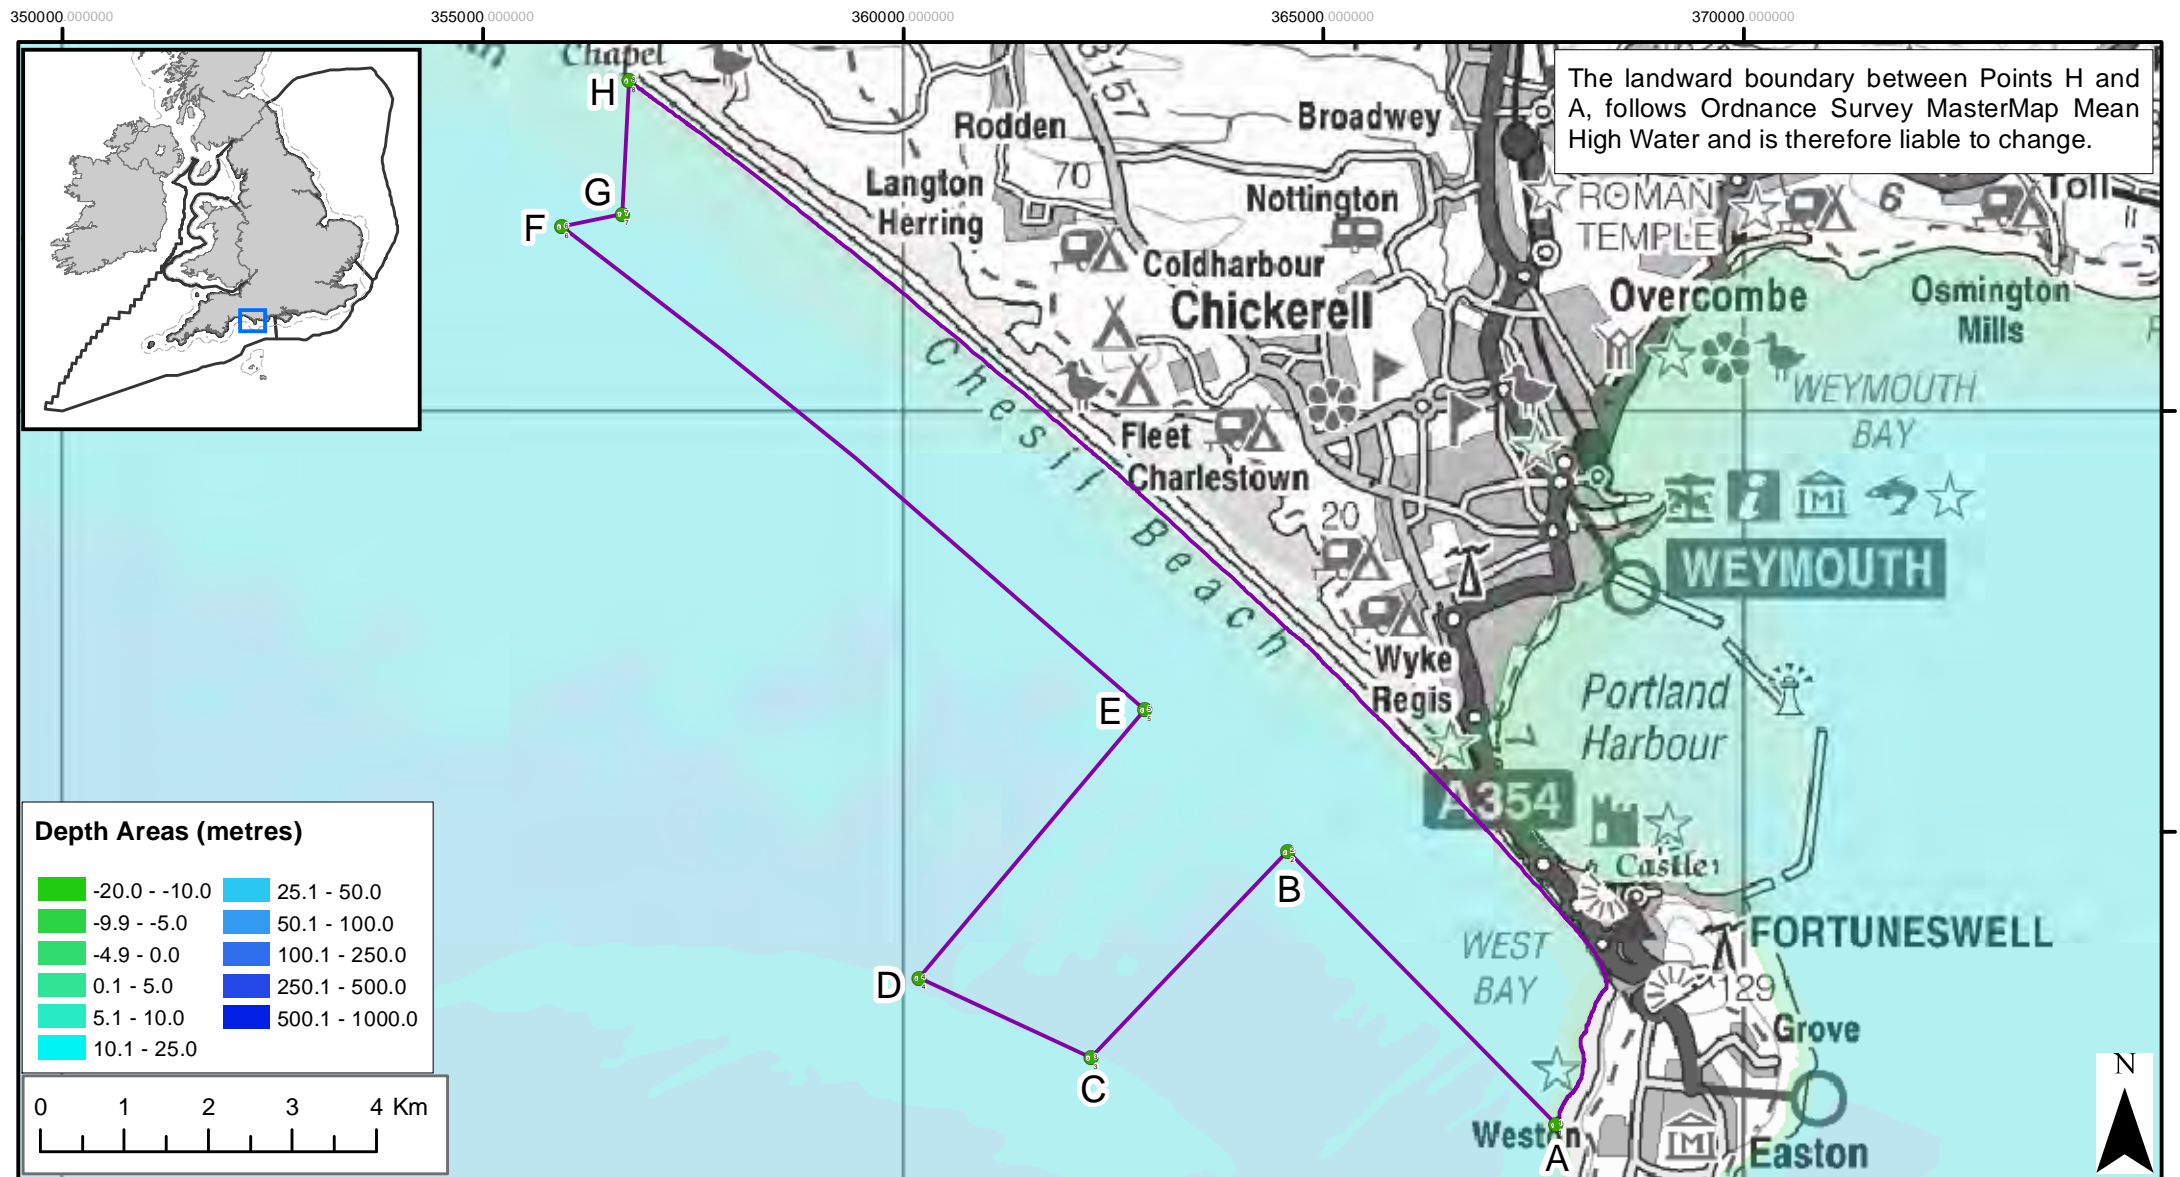 350000.000000
355000.000000
360000.000000
365000.000000
370000.000000
The landward boundary between Points H and
A, follows Ordnance Survey MasterMap Mean
High Water and is therefore liable to change.
Chapel
H
3157
Rodden
Broadwey
70
Langton
Herring
Nottington
ROMAN
TEMPLE
6
Toll
G
F
Coldharbour
Chickerell
Overcombe
Osmington
Mills
WEYMOUTH
BAY
Chesil Beach
Fleet
Charlestown
20
WEYMOUTH
Wyke
Regis
Portland
Harbour
E
7
A354
Castle
B
Depth Areas (metres)
-20.0 - -10.0
-9.9 - -5.0
-4.9 - 0.0
0.1 - 5.0
5.1 - 10.0
10.1 - 25.0
25.1 - 50.0
50.1 - 100.0
100.1 - 250.0
250.1 - 500.0
500.1 - 1000.0
WEST
BAY
FORTUNESWELL
129
D
C
Grove
N
0 1 2 3 4 Km
Weston
A
Easton